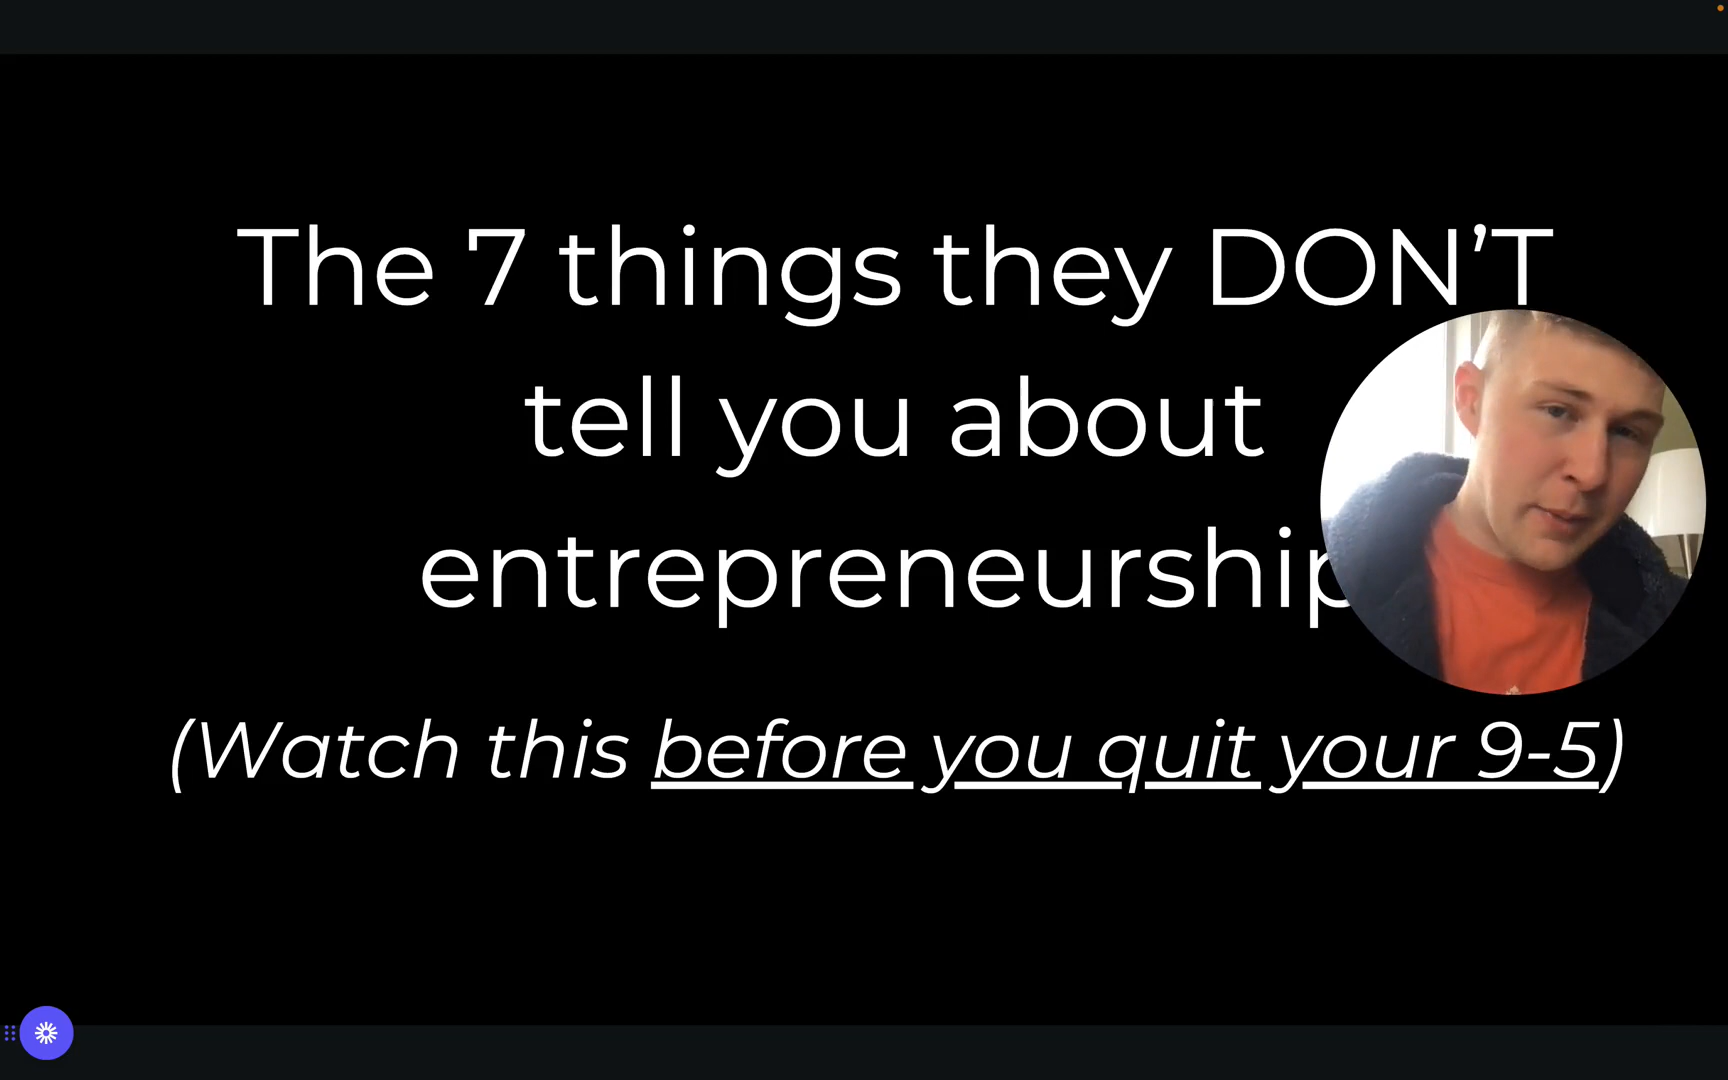 The 7 things they DON’T
tell you about
entrepreneurship
(Watch this before you quit your 9-5)